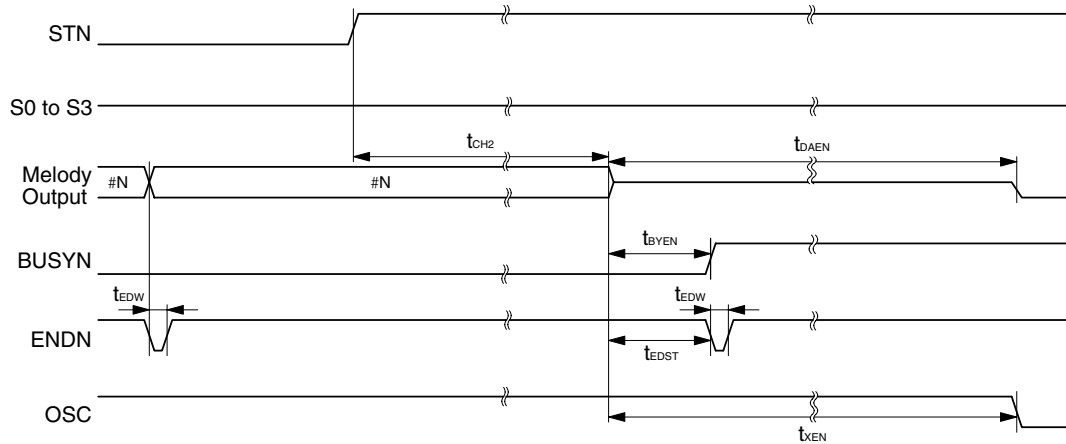 STN
S0 to S3
tCH2
tDAEN
Melody
Output
#N
#N
tBYEN
BUSYN
tEDW
tEDW
ENDN
tEDST
OSC
tXEN